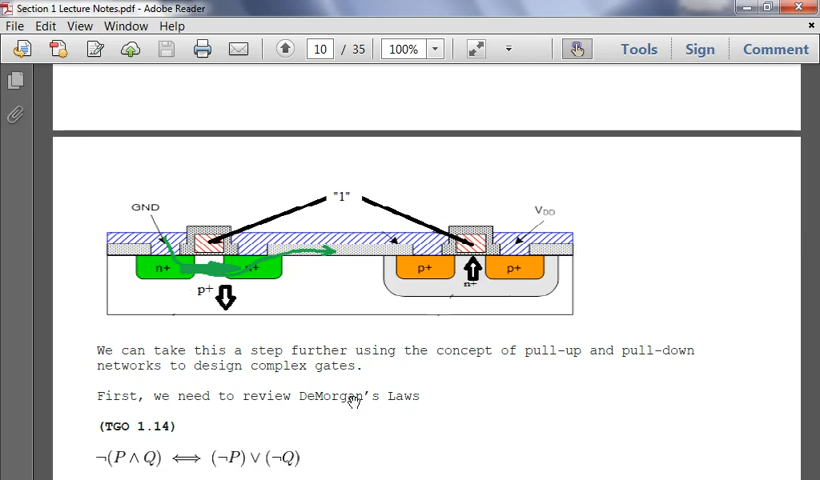 Section 1 Lecture Notes.pdf - Adobe Reader
File Edit View Window Help
10 / 35 100% Tools Sign Comment
"1"
GND
VDD
n+ n+ p+ p+
p+ n+
We can take this a step further using the concept of pull-up and pull-down
networks to design complex gates.
First, we need to review DeMorgan's Laws
(TGO 1.14)
¬(P ∧ Q) ⟺ (¬P) ∨ (¬Q)